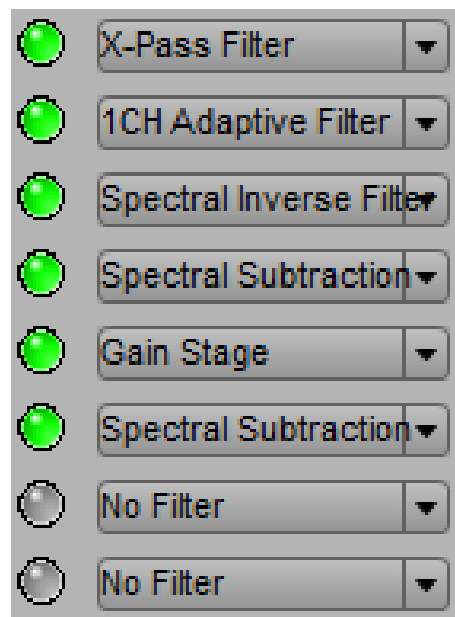 X-Pass Filter
1CH Adaptive Filter
Spectral Inverse Filter
Spectral Subtraction
Gain Stage
Spectral Subtraction
No Filter
No Filter